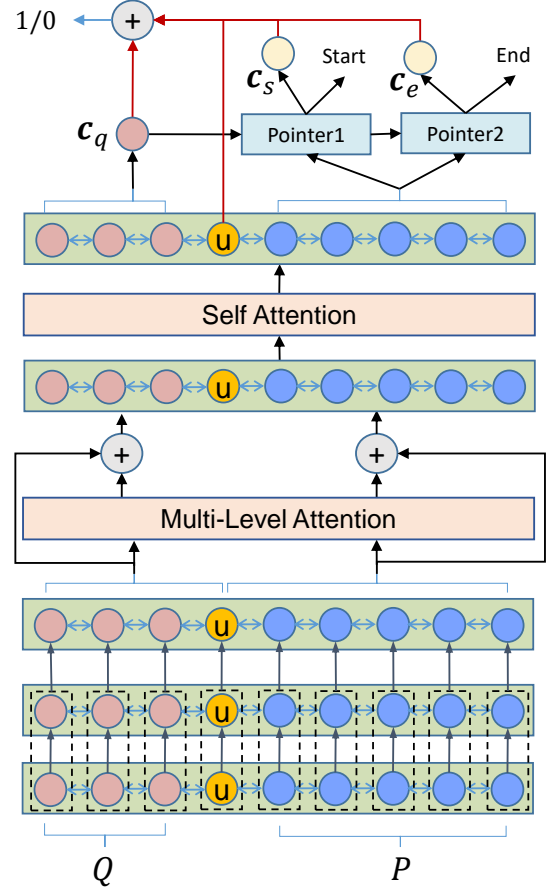 1/0 +
Start End
c_s c_e
c_q Pointer1 Pointer2
u
Self Attention
u
+ +
Multi-Level Attention
u
u
u
Q P